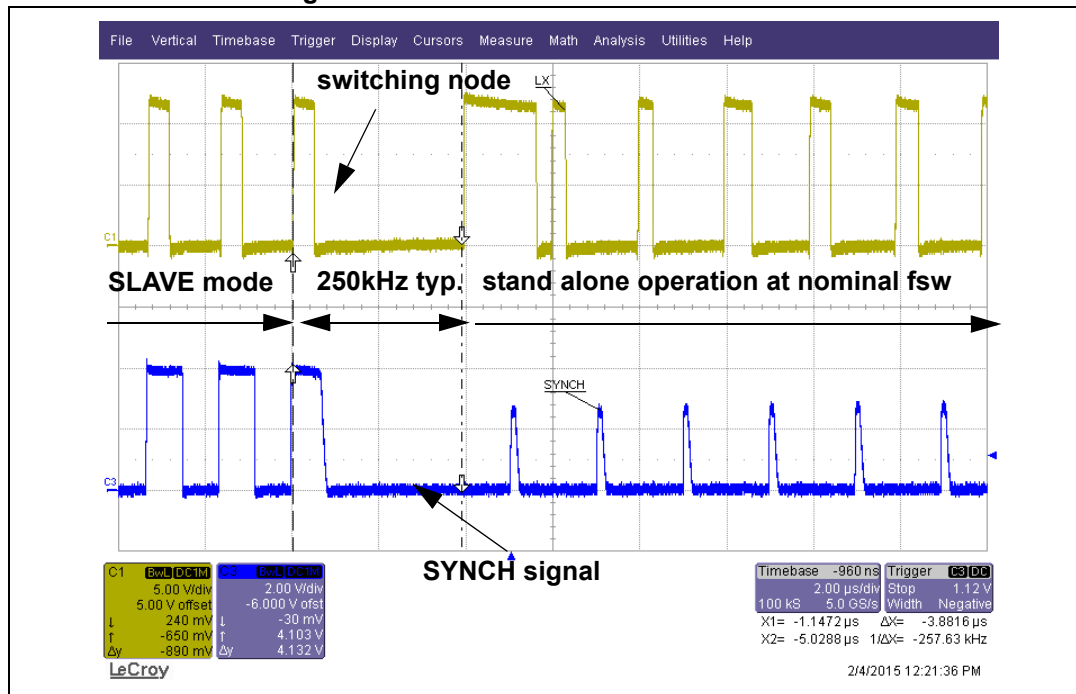 File Vertical Timebase Trigger Display Cursors Measure Math Analysis Utilities Help
switching node
LX
C1
SLAVE mode
250kHz typ.
stand alone operation at nominal fsw
SYNCH
C3
SYNCH signal
C1 BwL DC1M
5.00 V/div
5.00 V offset
↓ 240 mV
↑ -650 mV
Δy -890 mV
C3 BwL DC1M
2.00 V/div
-6.000 V ofst
↓ -30 mV
↑ 4.103 V
Δy 4.132 V
Timebase -960 ns
2.00 µs/div
100 kS 5.0 GS/s
Trigger C3 DC
Stop 1.12 V
Width Negative
X1= -1.1472 µs ΔX= -3.8816 µs
X2= -5.0288 µs 1/ΔX= -257.63 kHz
LeCroy
2/4/2015 12:21:36 PM